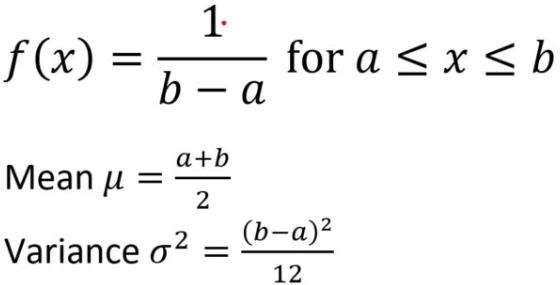 f(x) = 1/(b − a) for a ≤ x ≤ b
Mean μ = a+b/2
Variance σ² = (b−a)²/12